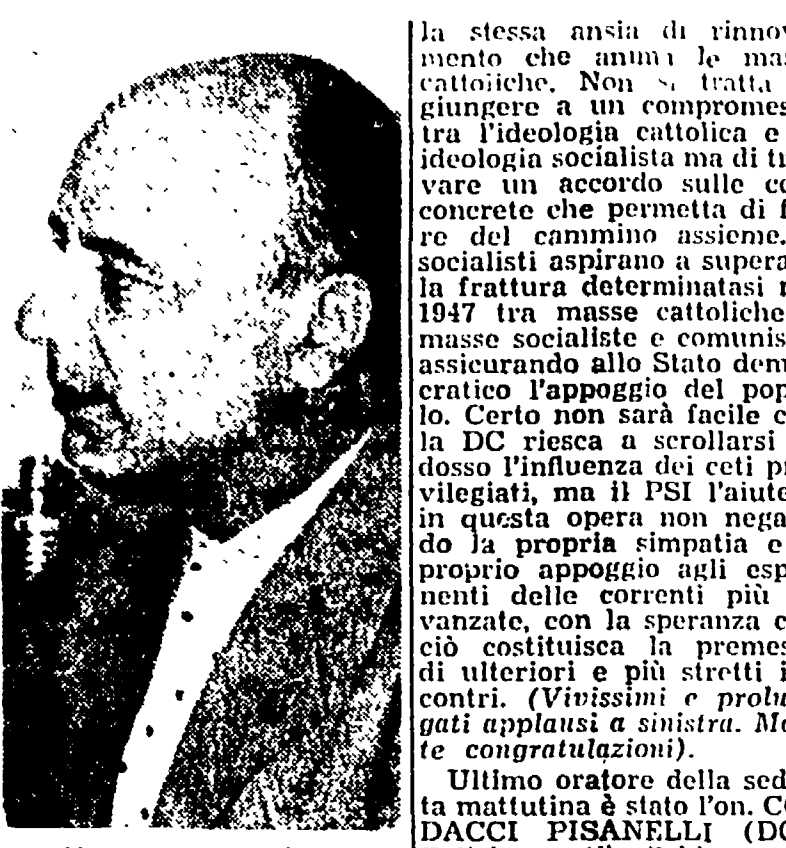 la stessa ansia di rinnov
mento che anima le mas
cattoliche. Non si tratta
giungere a un compromes
tra l'ideologia cattolica e
ideologia socialista ma di tr
vare un accordo sulle co
concrete che permetta di f
re del cammino assieme.
socialisti aspirano a supera
la frattura determinatasi n
1947 tra masse cattoliche
masse socialiste e comunis
assicurando allo Stato dem
cratico l'appoggio del pop
lo. Certo non sarà facile c
la DC riesca a scrollarsi
dosso l'influenza dei ceti pr
vilegiati, ma il PSI l'aiute
in questa opera non nega
do la propria simpatia e
proprio appoggio agli esp
nenti delle correnti più
vanzate, con la speranza c
ciò costituisca la premes
di ulteriori e più stretti i
contri. (Vivissimi e prolu
gati applausi a sinistra. Mo
te congratulazioni).
Ultimo oratore della sed
ta mattutina è stato l'on. CO
DACCI PISANELLI (DC